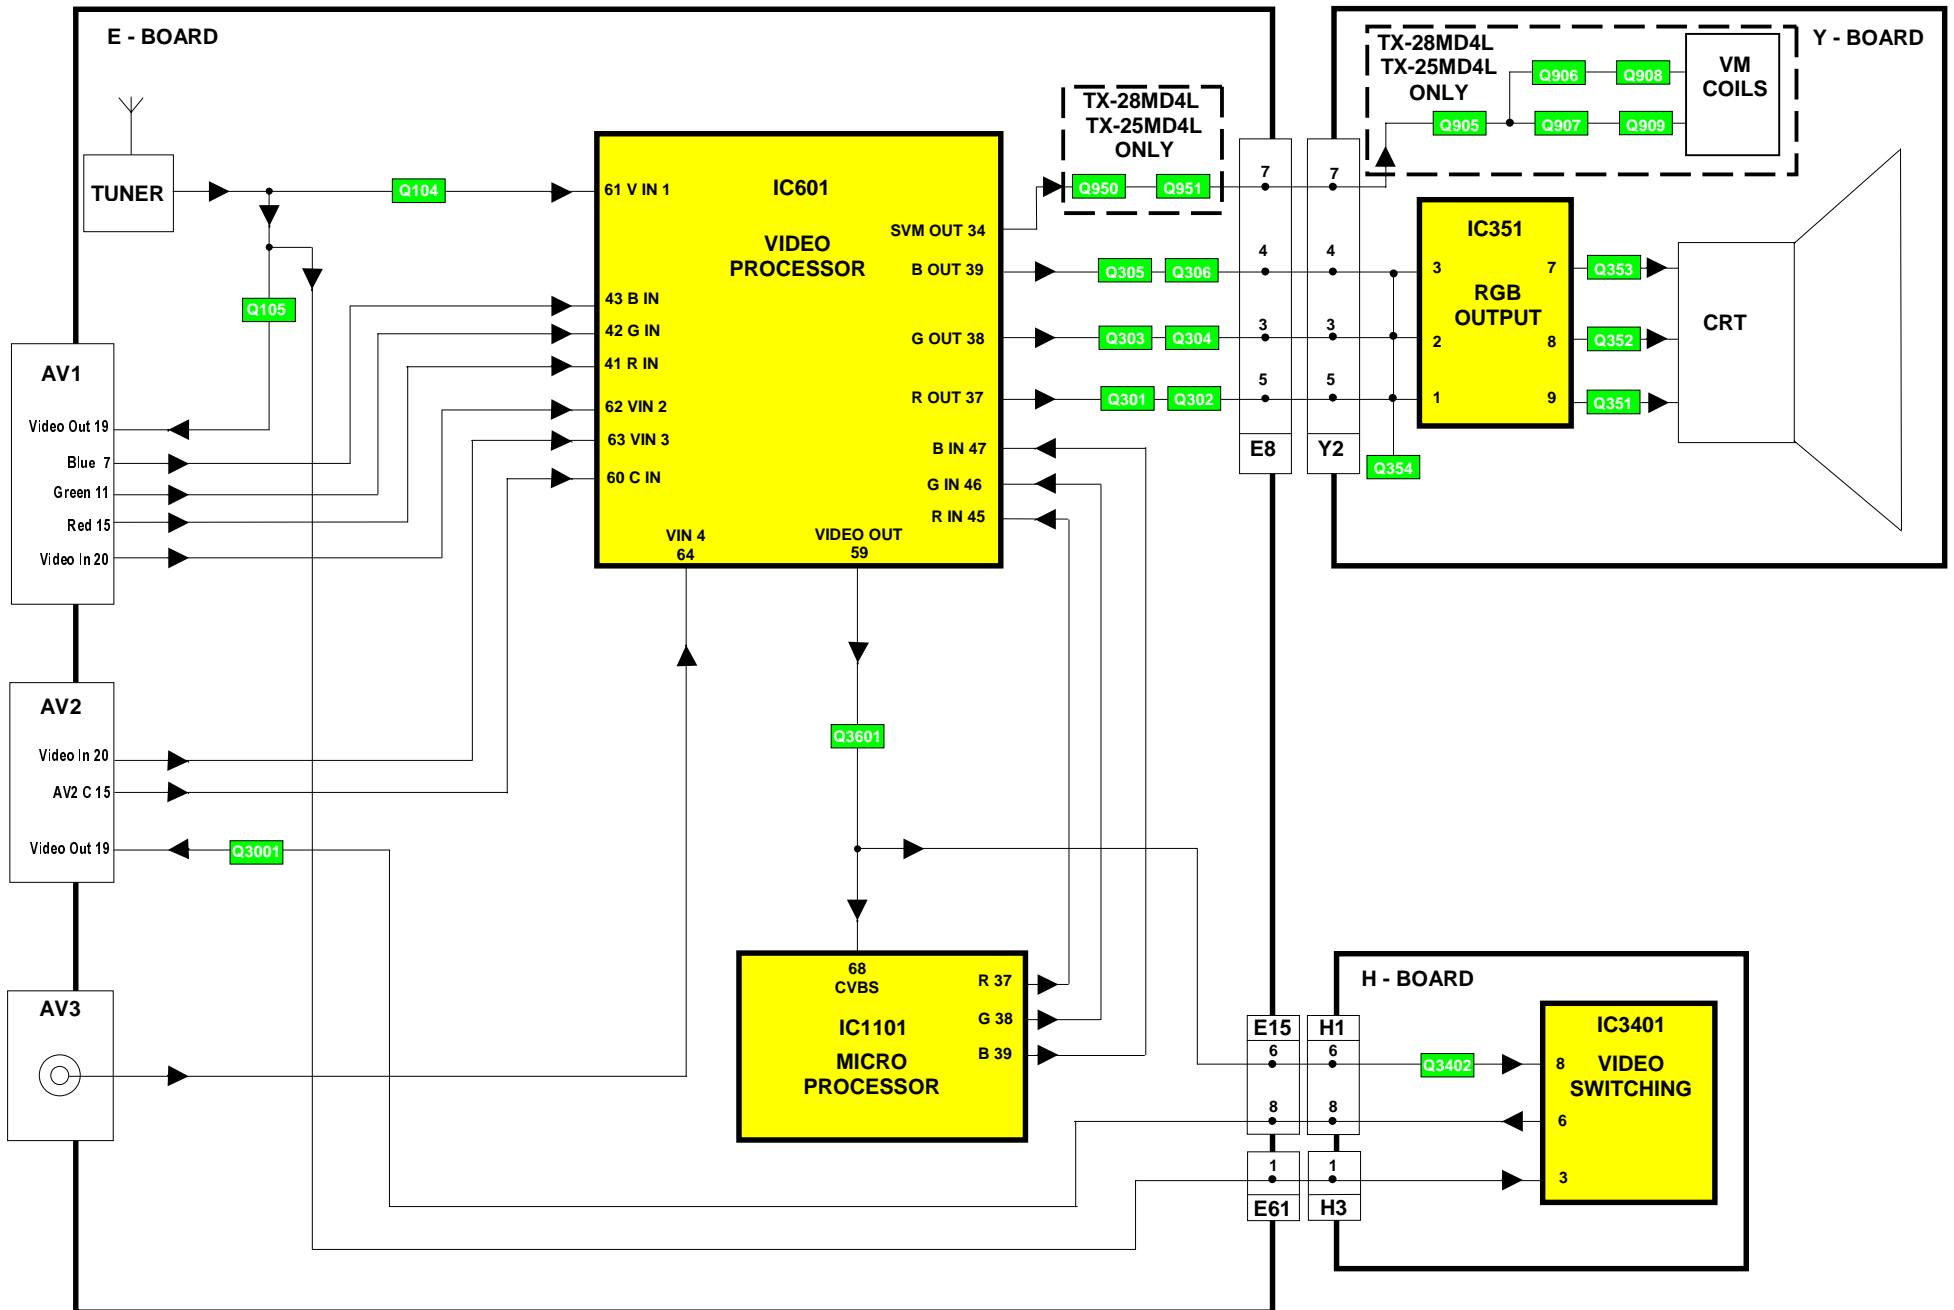 E - BOARD
TUNER
Q104
Q105
AV1
Video Out 19
Blue 7
Green 11
Red 15
Video In 20
AV2
Video In 20
AV2 C 15
Video Out 19
Q3001
AV3
61 V IN 1
IC601
VIDEO
PROCESSOR
43 B IN
42 G IN
41 R IN
62 VIN 2
63 VIN 3
60 C IN
VIN 4
64
VIDEO OUT
59
SVM OUT 34
B OUT 39
G OUT 38
R OUT 37
B IN 47
G IN 46
R IN 45
TX-28MD4L
TX-25MD4L
ONLY
Q950
Q951
Q305
Q306
Q303
Q304
Q301
Q302
7
4
3
5
E8
7
4
3
5
Y2
Y - BOARD
TX-28MD4L
TX-25MD4L
ONLY
Q905
Q906
Q908
Q907
Q909
VM
COILS
IC351
RGB
OUTPUT
3
2
1
7
8
9
Q354
Q353
Q352
Q351
CRT
Q3601
68
CVBS
IC1101
MICRO
PROCESSOR
R 37
G 38
B 39
E15
6
8
1
E61
H1
6
8
1
H3
H - BOARD
Q3402
IC3401
VIDEO
SWITCHING
8
6
3